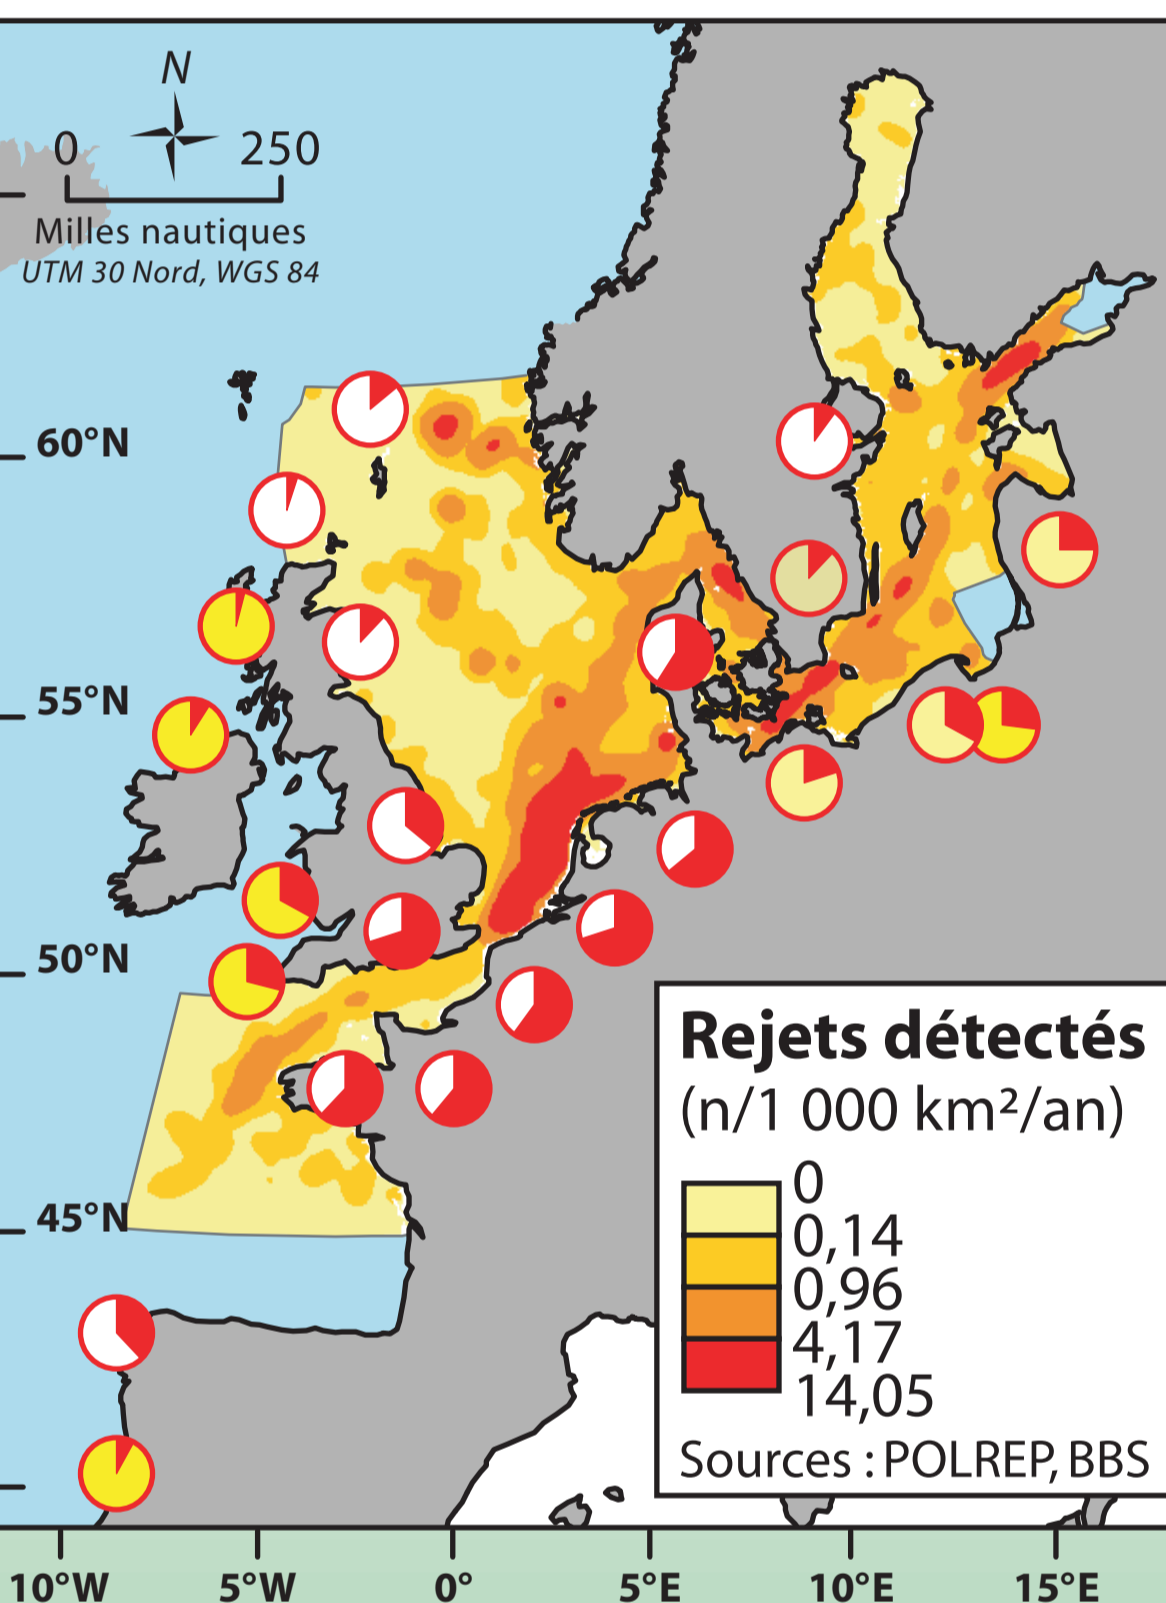 N
0 250
Milles nautiques
UTM 30 Nord, WGS 84
60°N
55°N
50°N
45°N
Rejets détectés
(n/1 000 km²/an)
0
0,14
0,96
4,17
14,05
Sources : POLREP, BBS
10°W 5°W 0° 5°E 10°E 15°E